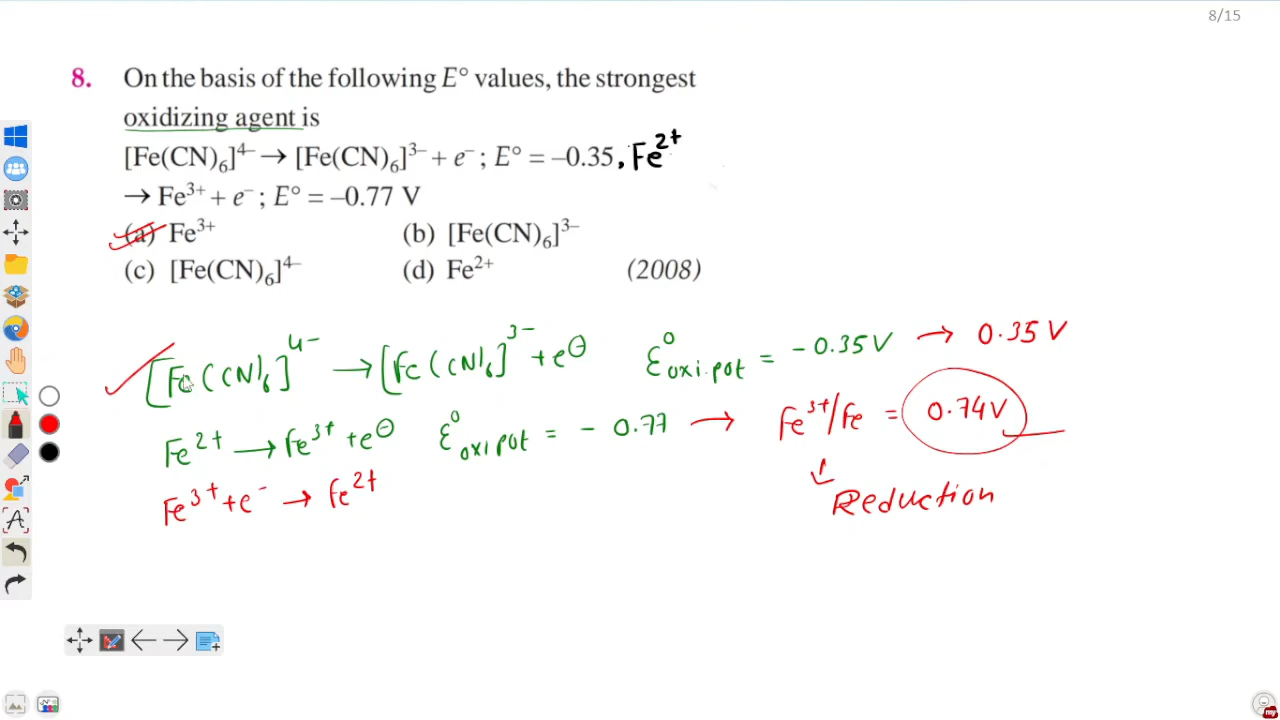 8/15
8. On the basis of the following E° values, the strongest
oxidizing agent is
[Fe(CN)₆]⁴⁻ → [Fe(CN)₆]³⁻ + e⁻ ; E° = –0.35, Fe²⁺
→ Fe³⁺ + e⁻ ; E° = –0.77 V
(a) Fe³⁺ (b) [Fe(CN)₆]³⁻
(c) [Fe(CN)₆]⁴⁻ (d) Fe²⁺ (2008)
[Fe(CN)₆]⁴⁻ → [Fe(CN)₆]³⁻ + e⊖ ε⁰oxi.pot = -0.35V → 0.35V
Fe²⁺ → Fe³⁺ + e⊖ ε⁰oxi pot = - 0.77 → Fe³⁺/Fe = 0.74V
Fe³⁺ + e⁻ → Fe²⁺
Reduction